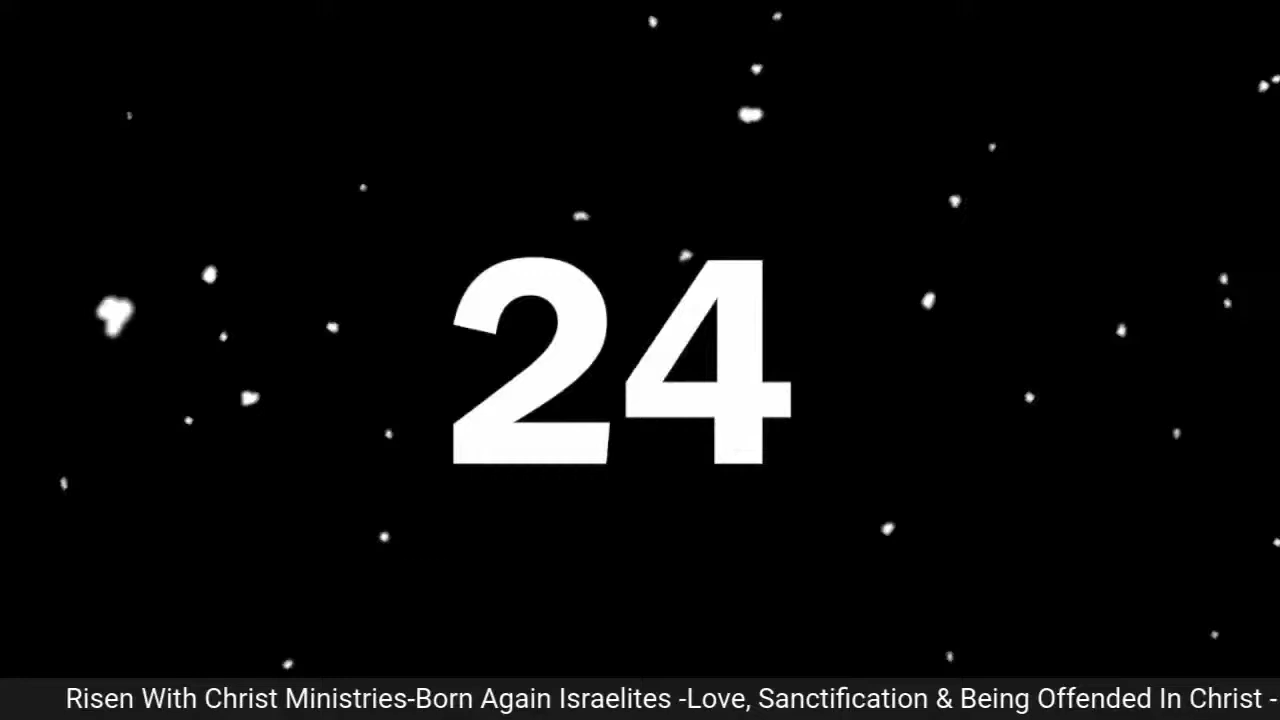 24
Risen With Christ Ministries-Born Again Israelites -Love, Sanctification & Being Offended In Christ -